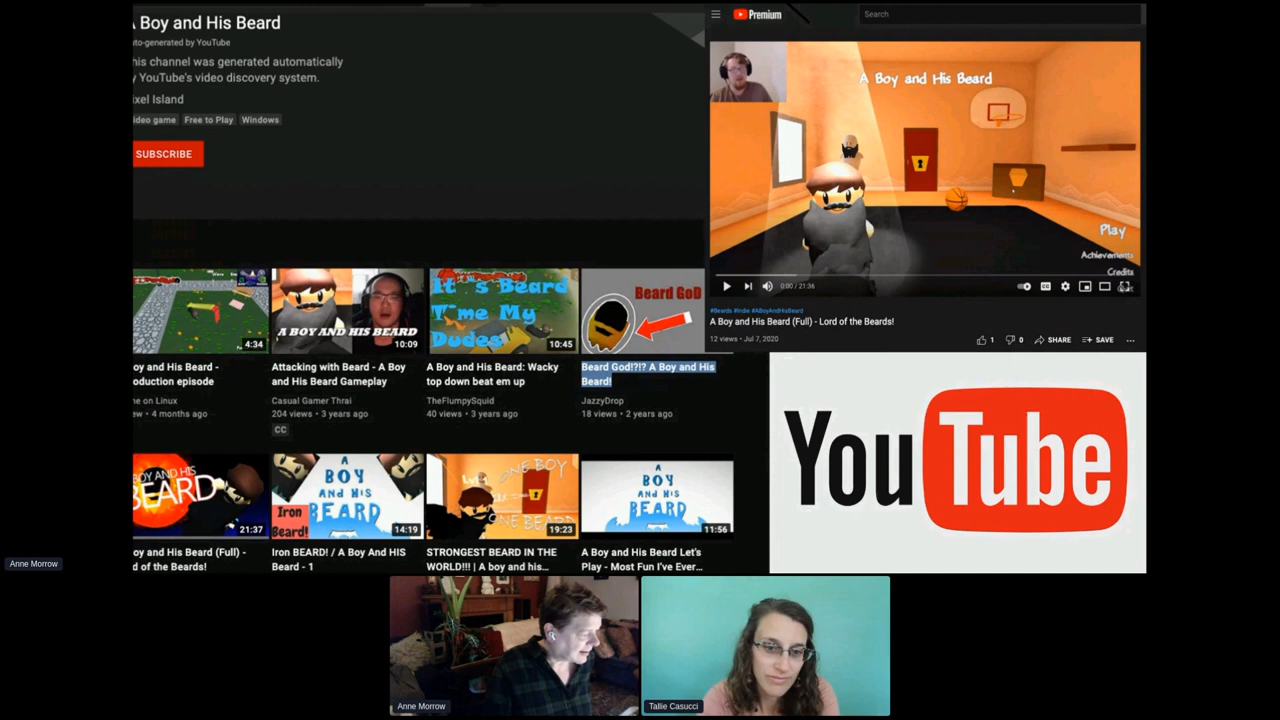 A Boy and His Beard
uto-generated by YouTube
his channel was generated automatically
y YouTube's video discovery system.
ixel Island
ideo game Free to Play Windows
SUBSCRIBE
4:34
oy and His Beard -
oduction episode
e on Linux
ew • 4 months ago
A BOY AND HIS BEARD
10:09
Attacking with Beard - A Boy
and His Beard Gameplay
Casual Gamer Thrai
204 views • 3 years ago
CC
It's Beard
Time My
Dudes
10:45
A Boy and His Beard: Wacky
top down beat em up
TheFlumpySquid
40 views • 3 years ago
Beard GoD
Beard God!?!? A Boy and His
Beard!
JazzyDrop
18 views • 2 years ago
BOY AND HIS
BEARD
21:37
oy and His Beard (Full) -
d of the Beards!
A
BOY
AND HIS
BEARD
Iron
Beard!
14:19
Iron BEARD! / A Boy And HIS
Beard - 1
ONE BOY
ONE BEARD
19:23
STRONGEST BEARD IN THE
WORLD!!! | A boy and his...
A
BOY
AND HIS
BEARD
11:56
A Boy and His Beard Let's
Play - Most Fun I've Ever...
Premium
Search
A Boy and His Beard
Play
Achievements
Credits
0:00 / 21:36
#Beards #Indie #ABoyAndHisBeard
A Boy and His Beard (Full) - Lord of the Beards!
12 views • Jul 7, 2020
1 0 SHARE SAVE ...
YouTube
Anne Morrow
Anne Morrow
Tallie Casucci